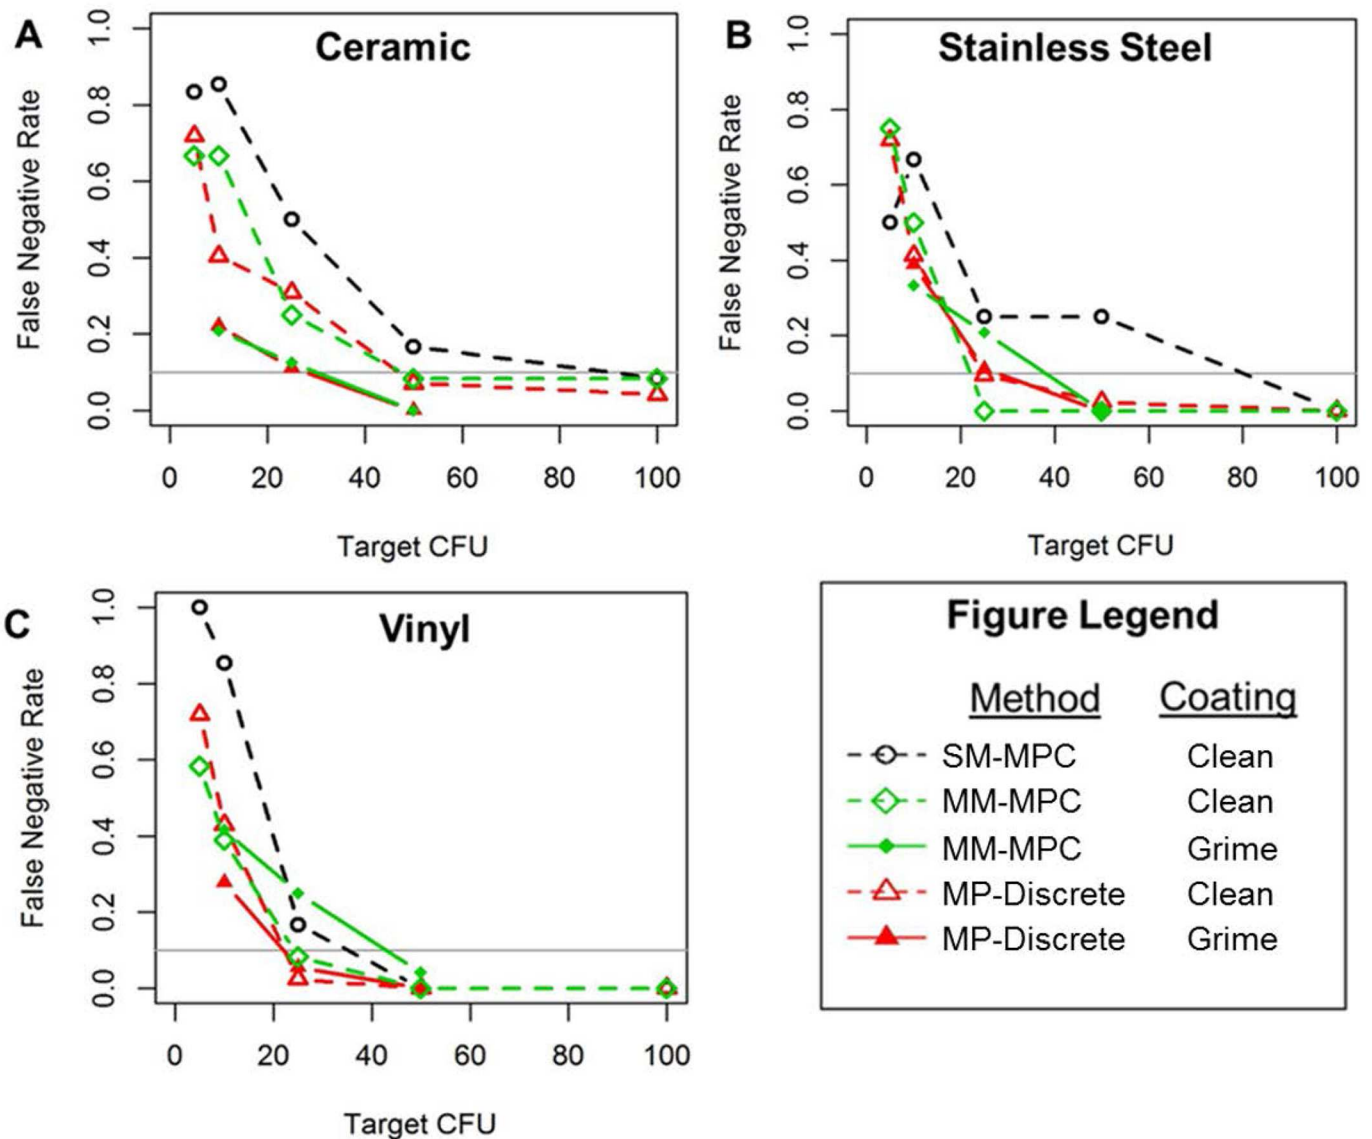 A
Ceramic
False Negative Rate
1.0
0.8
0.6
0.4
0.2
0.0
0 20 40 60 80 100
Target CFU
B
Stainless Steel
False Negative Rate
1.0
0.8
0.6
0.4
0.2
0.0
0 20 40 60 80 100
Target CFU
C
Vinyl
False Negative Rate
1.0
0.8
0.6
0.4
0.2
0.0
0 20 40 60 80 100
Target CFU
Figure Legend
Method Coating
SM-MPC Clean
MM-MPC Clean
MM-MPC Grime
MP-Discrete Clean
MP-Discrete Grime